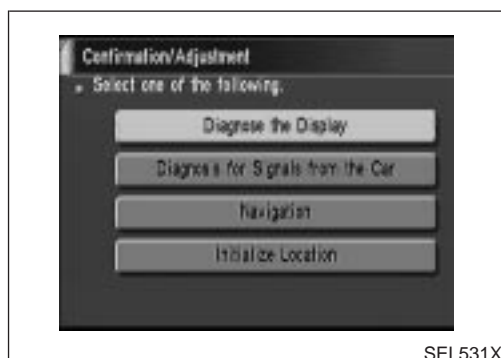 Confirmation/Adjustment
Select one of the following.
Diagnose the Display
Diagnosis for Signals from the Car
Navigation
Initialize Location
SEL531X